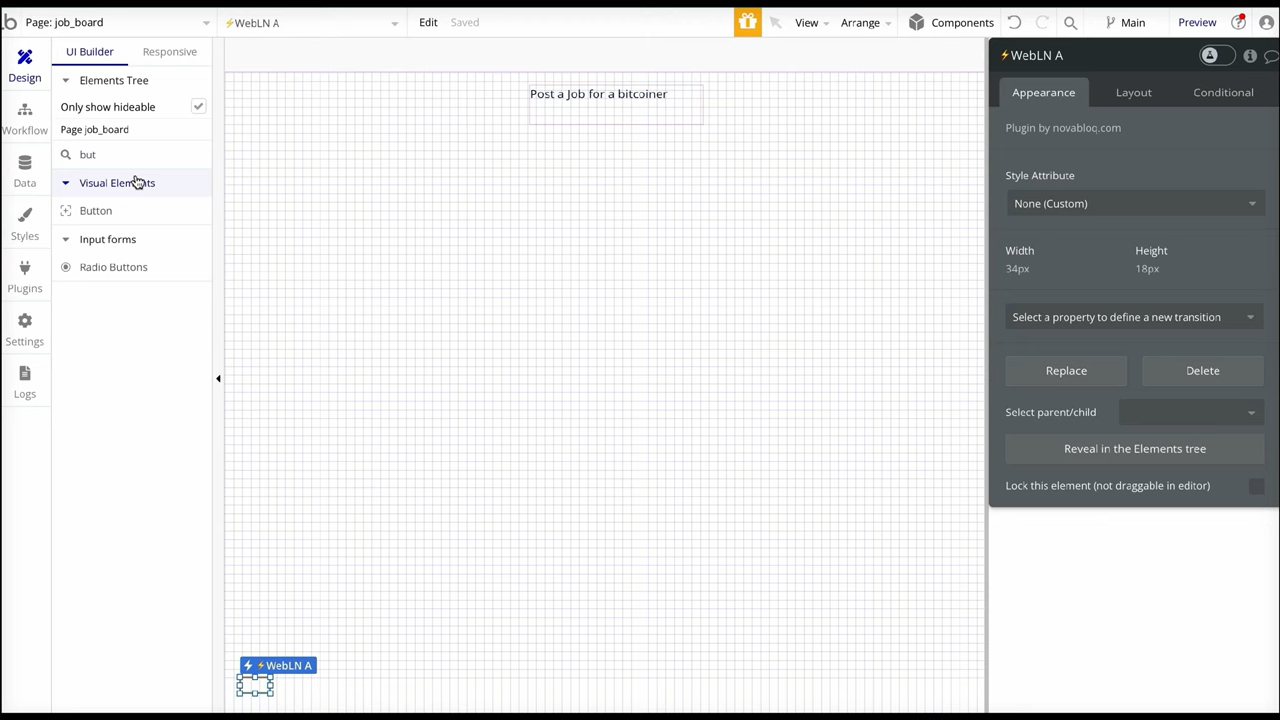 Page: job_board
⚡WebLN A
Edit
Saved
View
Arrange
Components
Main
Preview
Design
Workflow
Data
Styles
Plugins
Settings
Logs
UI Builder
Responsive
Elements Tree
Only show hideable
Page job_board
but
Visual Elements
Button
Input forms
Radio Buttons
Post a Job for a bitcoiner
⚡WebLN A
⚡WebLN A
Appearance
Layout
Conditional
Plugin by novabloq.com
Style Attribute
None (Custom)
Width Height
34px 18px
Select a property to define a new transition
Replace
Delete
Select parent/child
Reveal in the Elements tree
Lock this element (not draggable in editor)